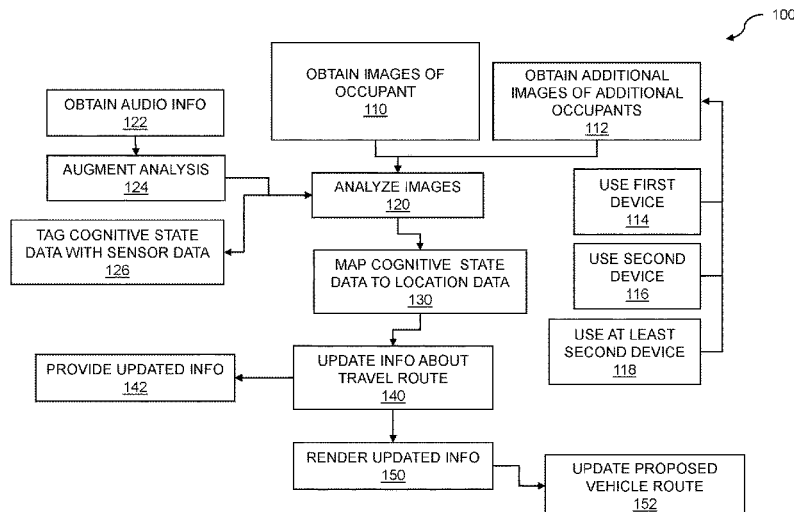 100
OBTAIN IMAGES OF
OCCUPANT
110
OBTAIN ADDITIONAL
IMAGES OF ADDITIONAL
OCCUPANTS
112
OBTAIN AUDIO INFO
122
AUGMENT ANALYSIS
124
ANALYZE IMAGES
120
USE FIRST
DEVICE
114
TAG COGNITIVE STATE
DATA WITH SENSOR DATA
126
MAP COGNITIVE STATE
DATA TO LOCATION DATA
130
USE SECOND
DEVICE
116
USE AT LEAST
SECOND DEVICE
118
PROVIDE UPDATED INFO
142
UPDATE INFO ABOUT
TRAVEL ROUTE
140
RENDER UPDATED INFO
150
UPDATE PROPOSED
VEHICLE ROUTE
152